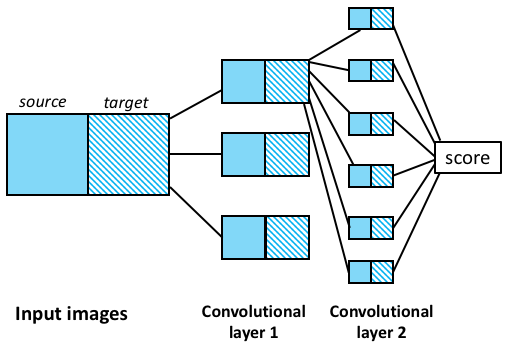 source target
score
Input images
Convolutional
layer 1
Convolutional
layer 2